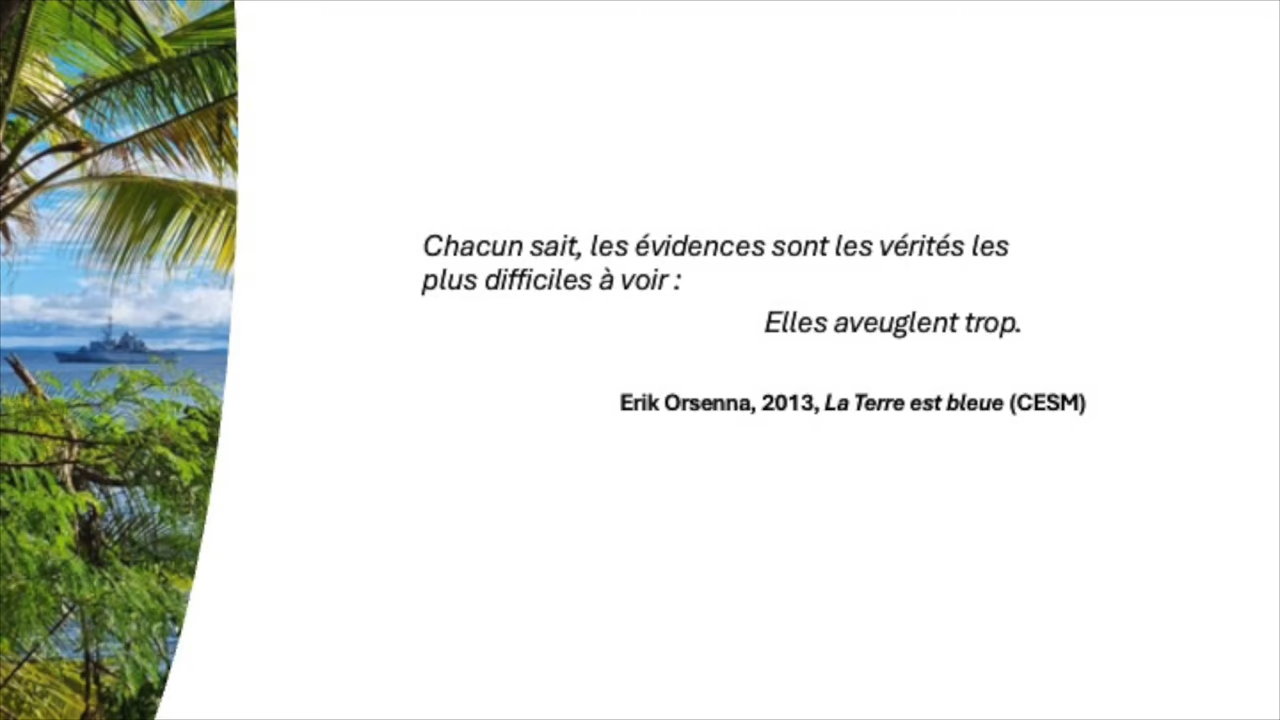 Chacun sait, les évidences sont les vérités les
plus difficiles à voir :
Elles aveuglent trop.
Erik Orsenna, 2013, La Terre est bleue (CESM)